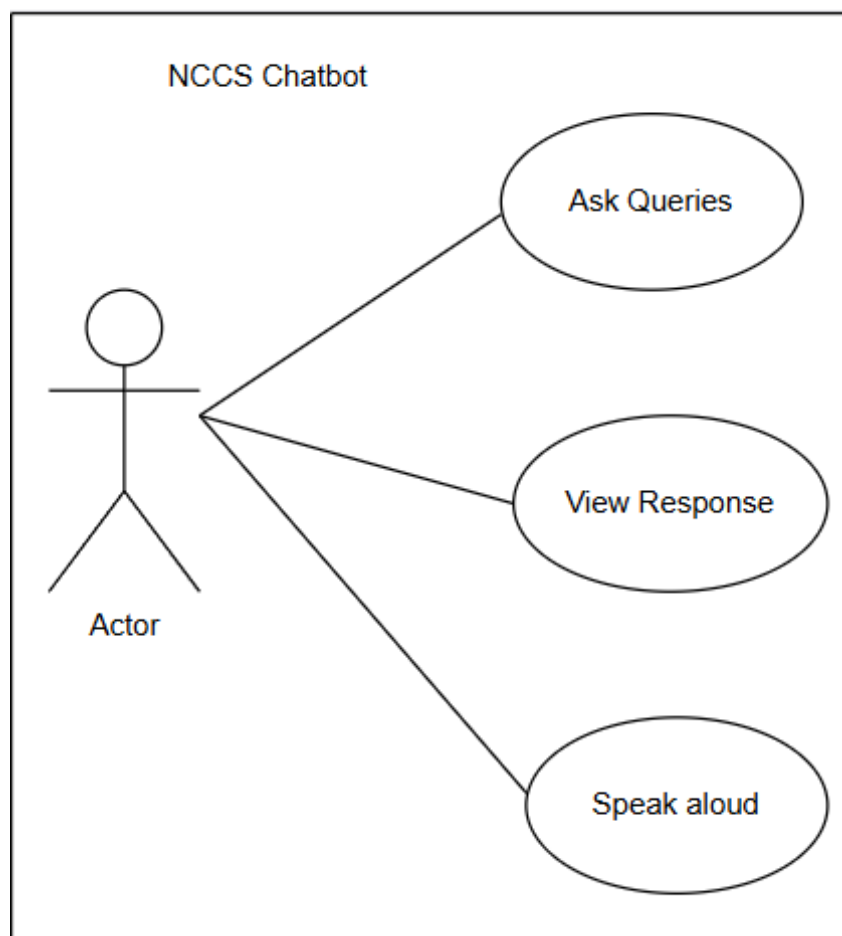 NCCS Chatbot
Ask Queries
View Response
Actor
Speak aloud